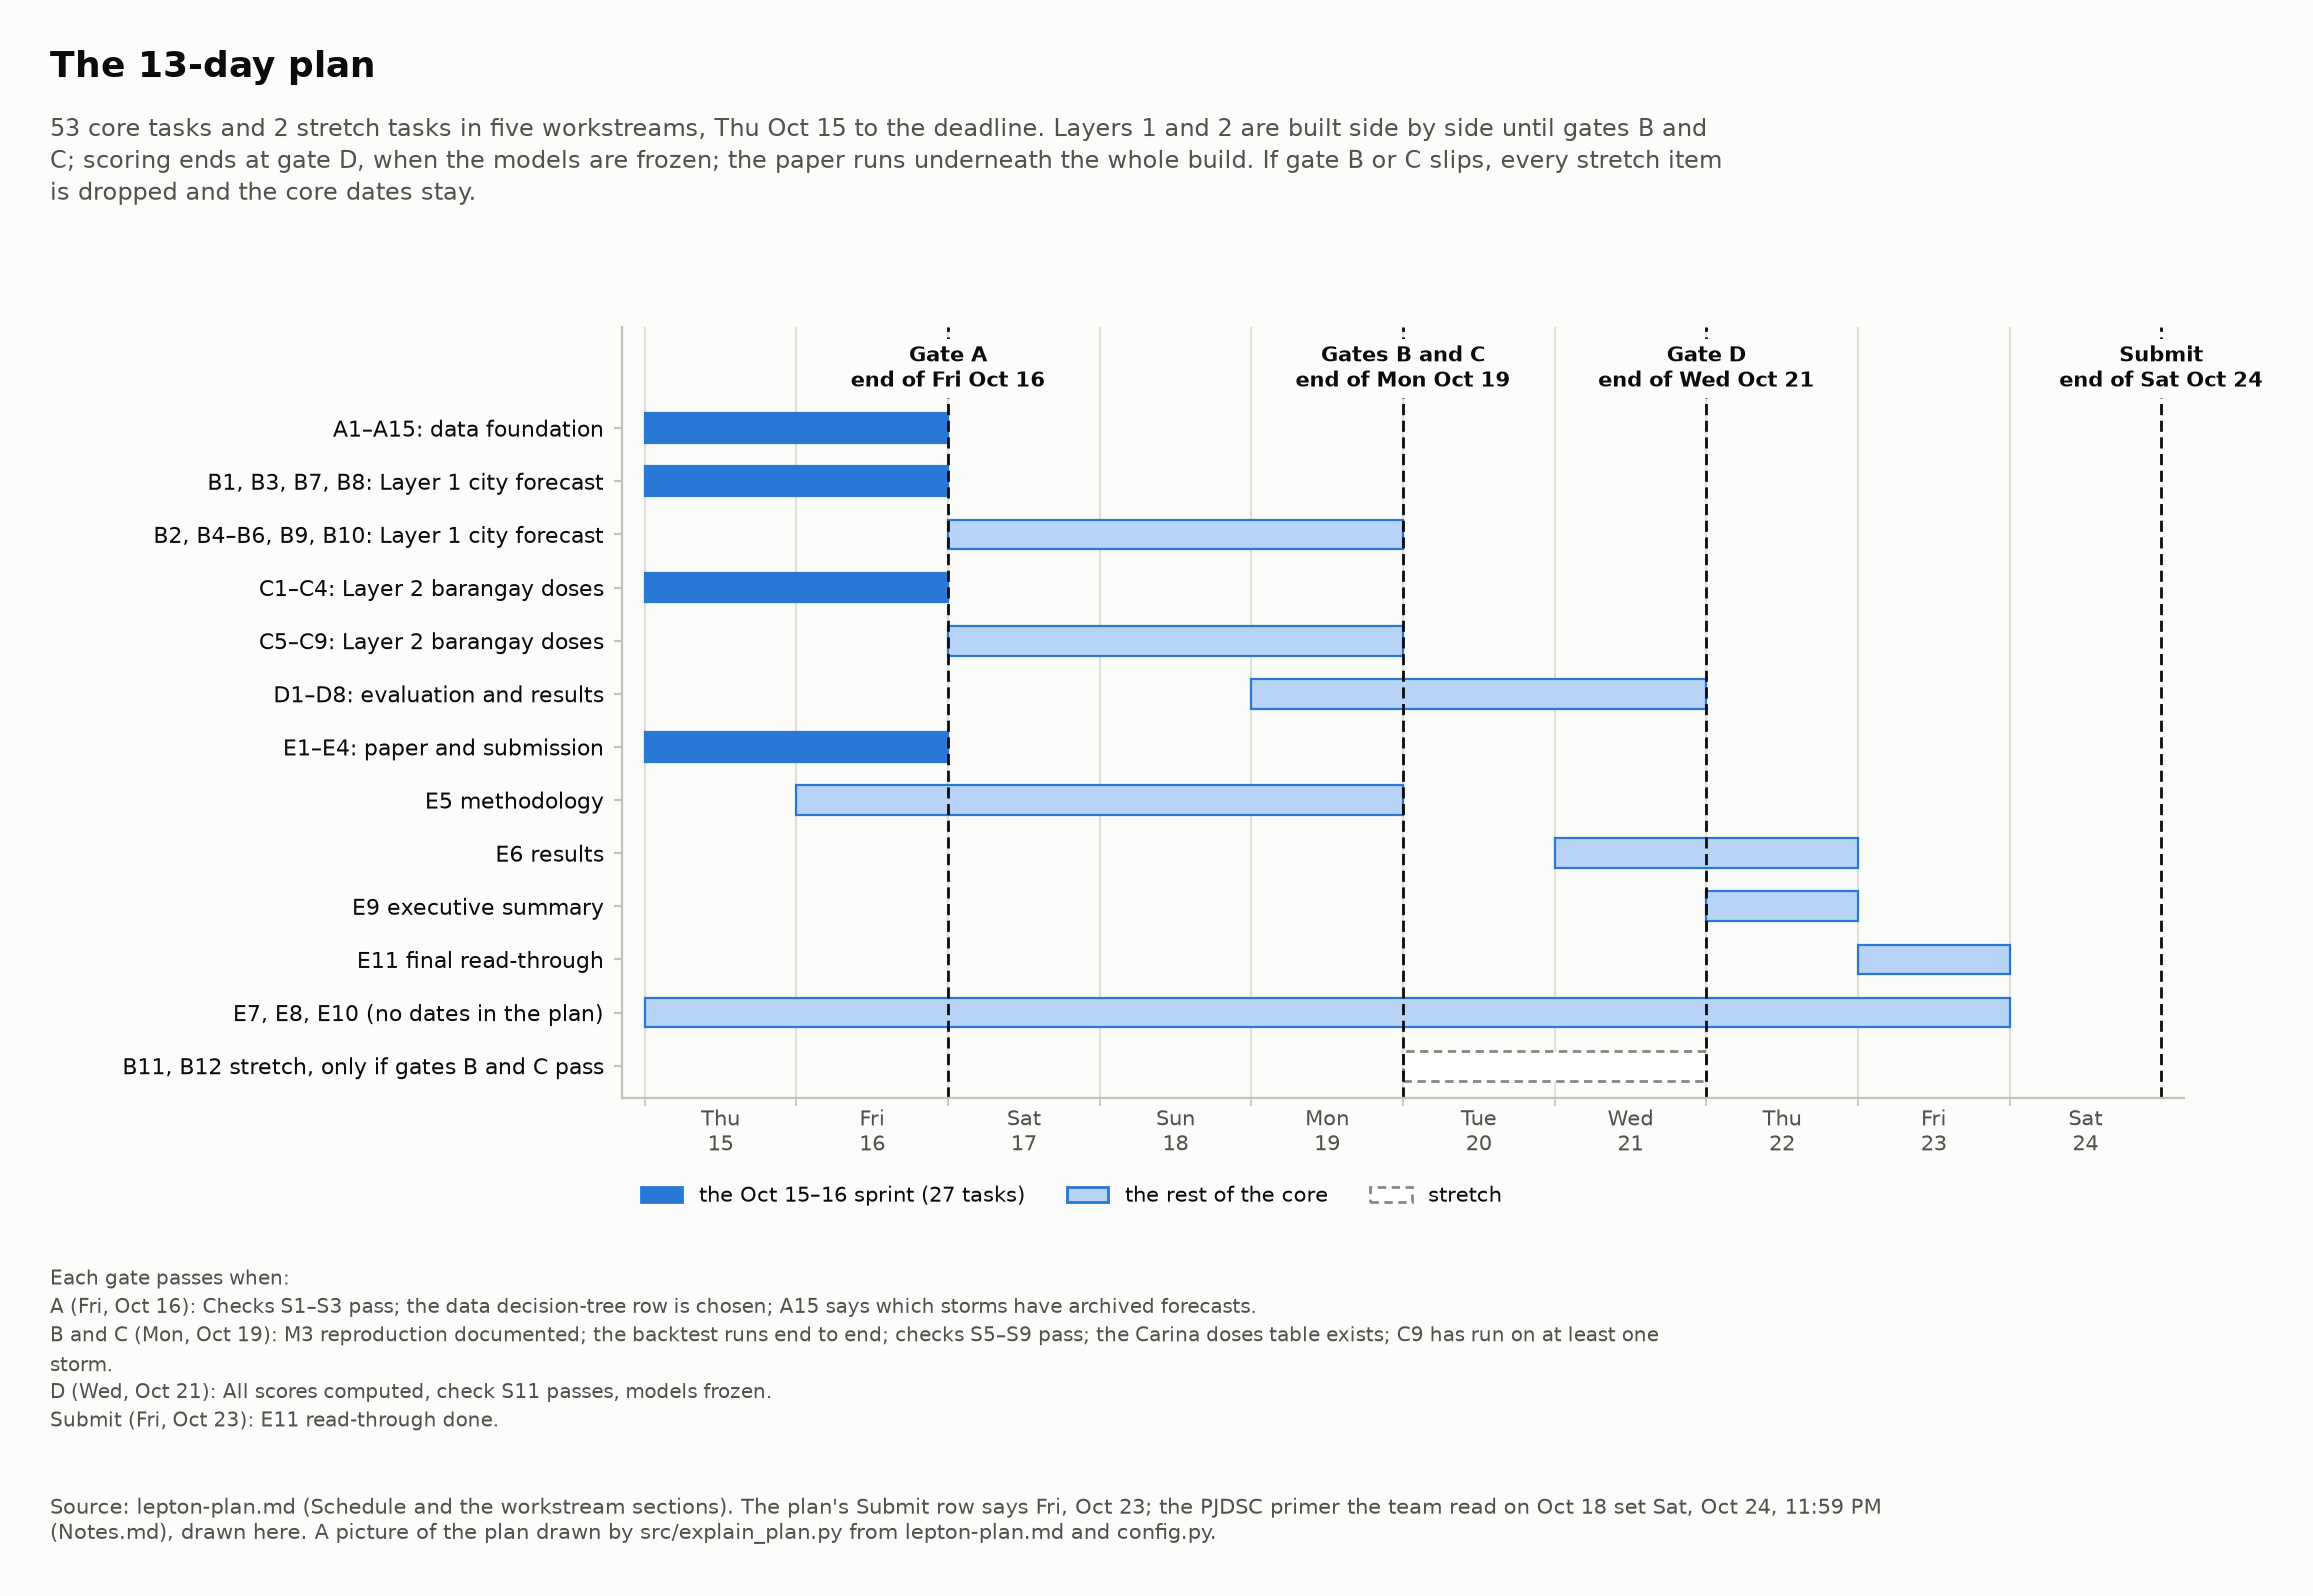 The 13-day plan
53 core tasks and 2 stretch tasks in five workstreams, Thu Oct 15 to the deadline. Layers 1 and 2 are built side by side until gates B and
C; scoring ends at gate D, when the models are frozen; the paper runs underneath the whole build. If gate B or C slips, every stretch item
is dropped and the core dates stay.
Gate A
end of Fri Oct 16
Gates B and C
end of Mon Oct 19
Gate D
end of Wed Oct 21
Submit
end of Sat Oct 24
A1–A15: data foundation
B1, B3, B7, B8: Layer 1 city forecast
B2, B4–B6, B9, B10: Layer 1 city forecast
C1–C4: Layer 2 barangay doses
C5–C9: Layer 2 barangay doses
D1–D8: evaluation and results
E1–E4: paper and submission
E5 methodology
E6 results
E9 executive summary
E11 final read-through
E7, E8, E10 (no dates in the plan)
B11, B12 stretch, only if gates B and C pass
Thu
15
Fri
16
Sat
17
Sun
18
Mon
19
Tue
20
Wed
21
Thu
22
Fri
23
Sat
24
the Oct 15–16 sprint (27 tasks)
the rest of the core
stretch
Each gate passes when:
A (Fri, Oct 16): Checks S1–S3 pass; the data decision-tree row is chosen; A15 says which storms have archived forecasts.
B and C (Mon, Oct 19): M3 reproduction documented; the backtest runs end to end; checks S5–S9 pass; the Carina doses table exists; C9 has run on at least one
storm.
D (Wed, Oct 21): All scores computed, check S11 passes, models frozen.
Submit (Fri, Oct 23): E11 read-through done.
Source: lepton-plan.md (Schedule and the workstream sections). The plan's Submit row says Fri, Oct 23; the PJDSC primer the team read on Oct 18 set Sat, Oct 24, 11:59 PM
(Notes.md), drawn here. A picture of the plan drawn by src/explain_plan.py from lepton-plan.md and config.py.